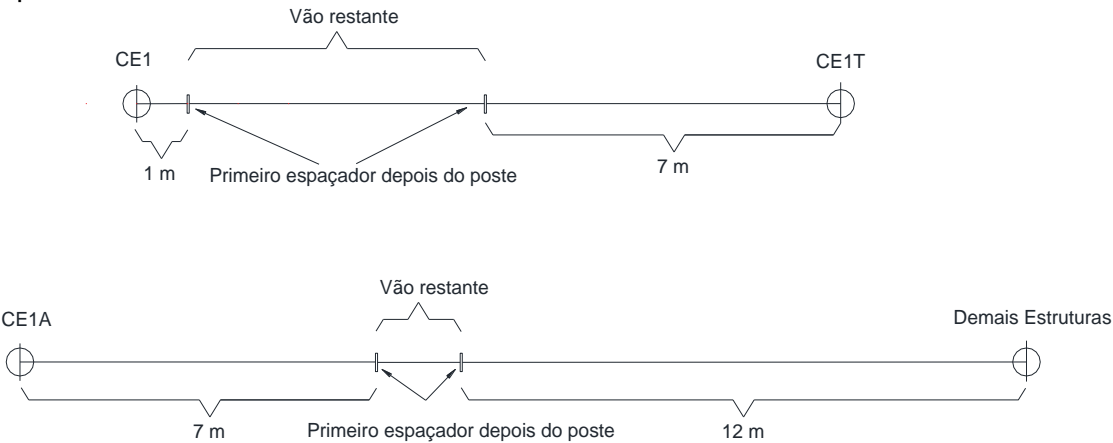 Vão restante
CE1
CE1T
1 m
Primeiro espaçador depois do poste
7 m
Vão restante
CE1A
Demais Estruturas
7 m
Primeiro espaçador depois do poste
12 m